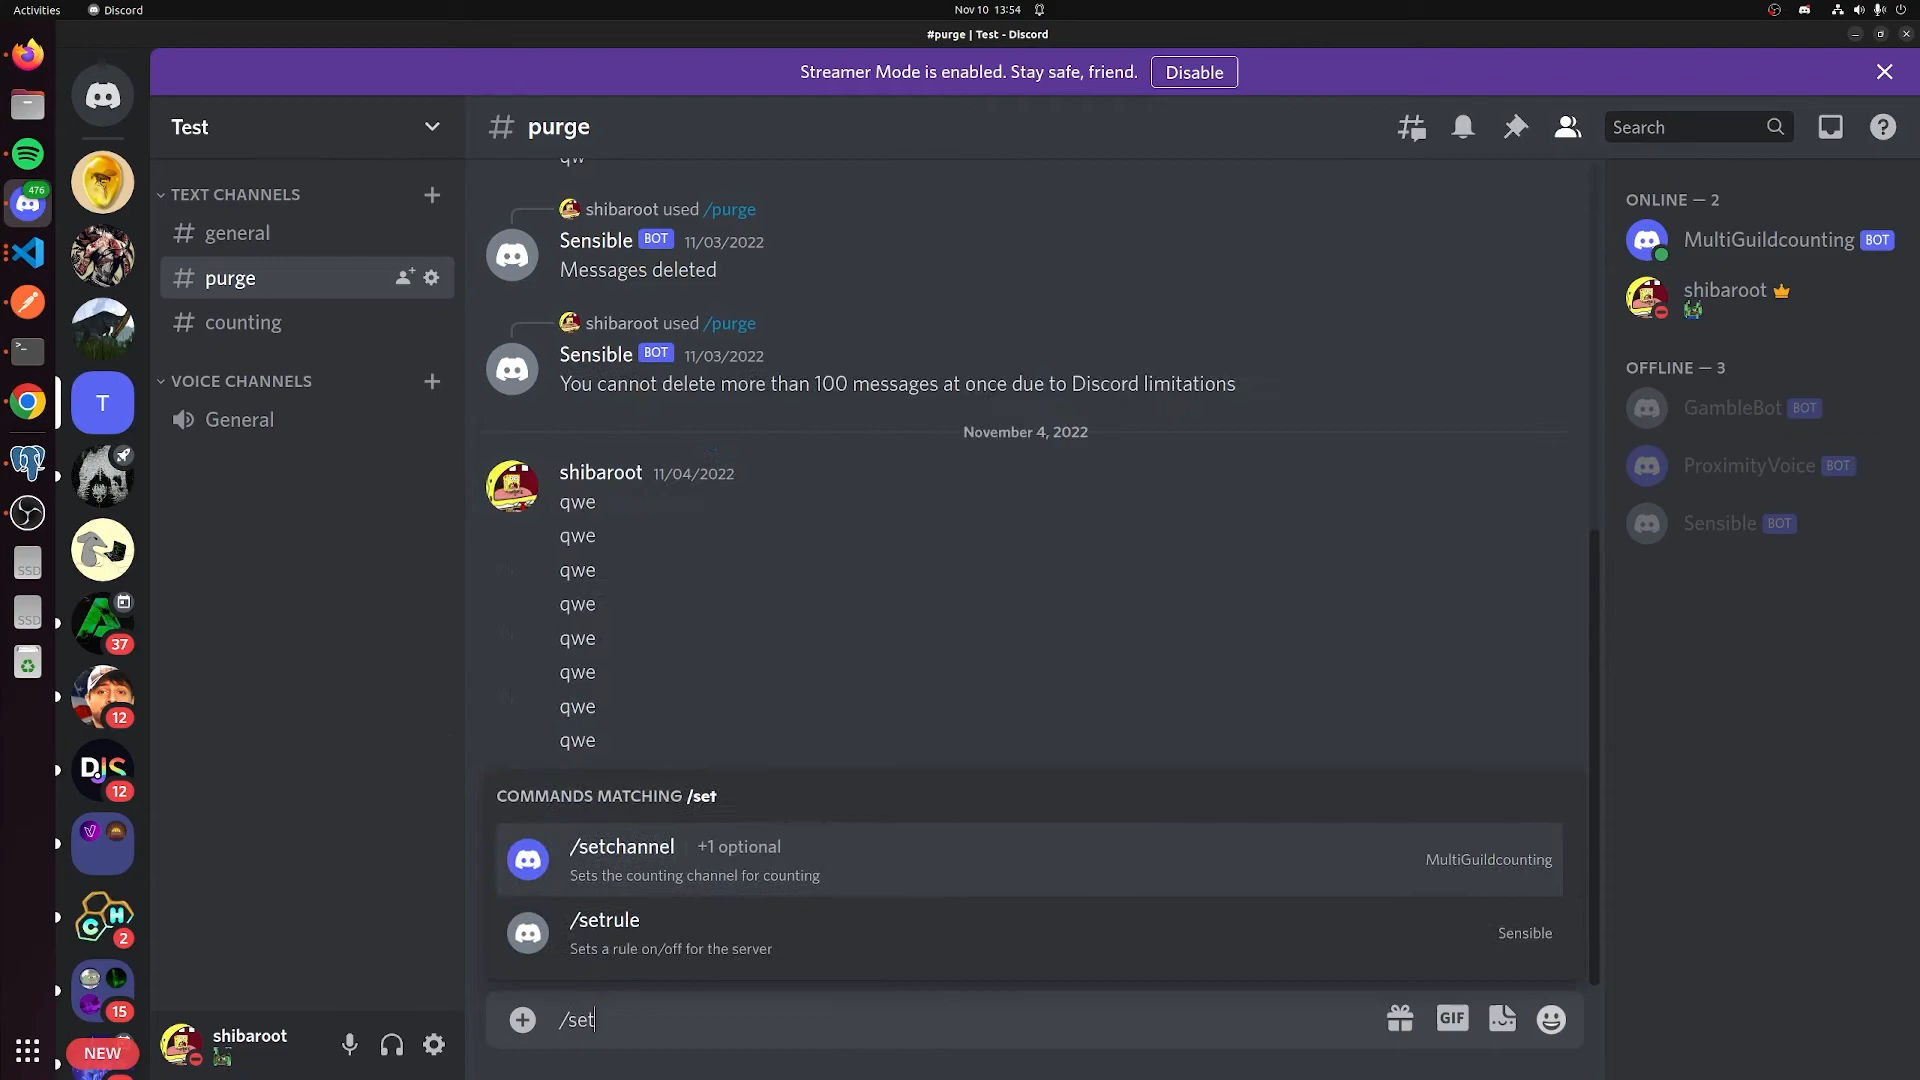 Activities Discord Nov 10 13:54
#purge | Test - Discord
Streamer Mode is enabled. Stay safe, friend. Disable
476
SSD
SSD
T
37
12
DJS
12
C H
2
15
NEW
Test
TEXT CHANNELS
general
purge
counting
VOICE CHANNELS
General
shibaroot
# purge
Search
qw
shibaroot used /purge
Sensible BOT 11/03/2022
Messages deleted
shibaroot used /purge
Sensible BOT 11/03/2022
You cannot delete more than 100 messages at once due to Discord limitations
November 4, 2022
shibaroot 11/04/2022
qwe
qwe
qwe
qwe
qwe
qwe
qwe
qwe
COMMANDS MATCHING /set
/setchannel +1 optional
Sets the counting channel for counting
MultiGuildcounting
/setrule
Sets a rule on/off for the server
Sensible
/set
GIF
ONLINE — 2
MultiGuildcounting BOT
shibaroot
OFFLINE — 3
GambleBot BOT
ProximityVoice BOT
Sensible BOT